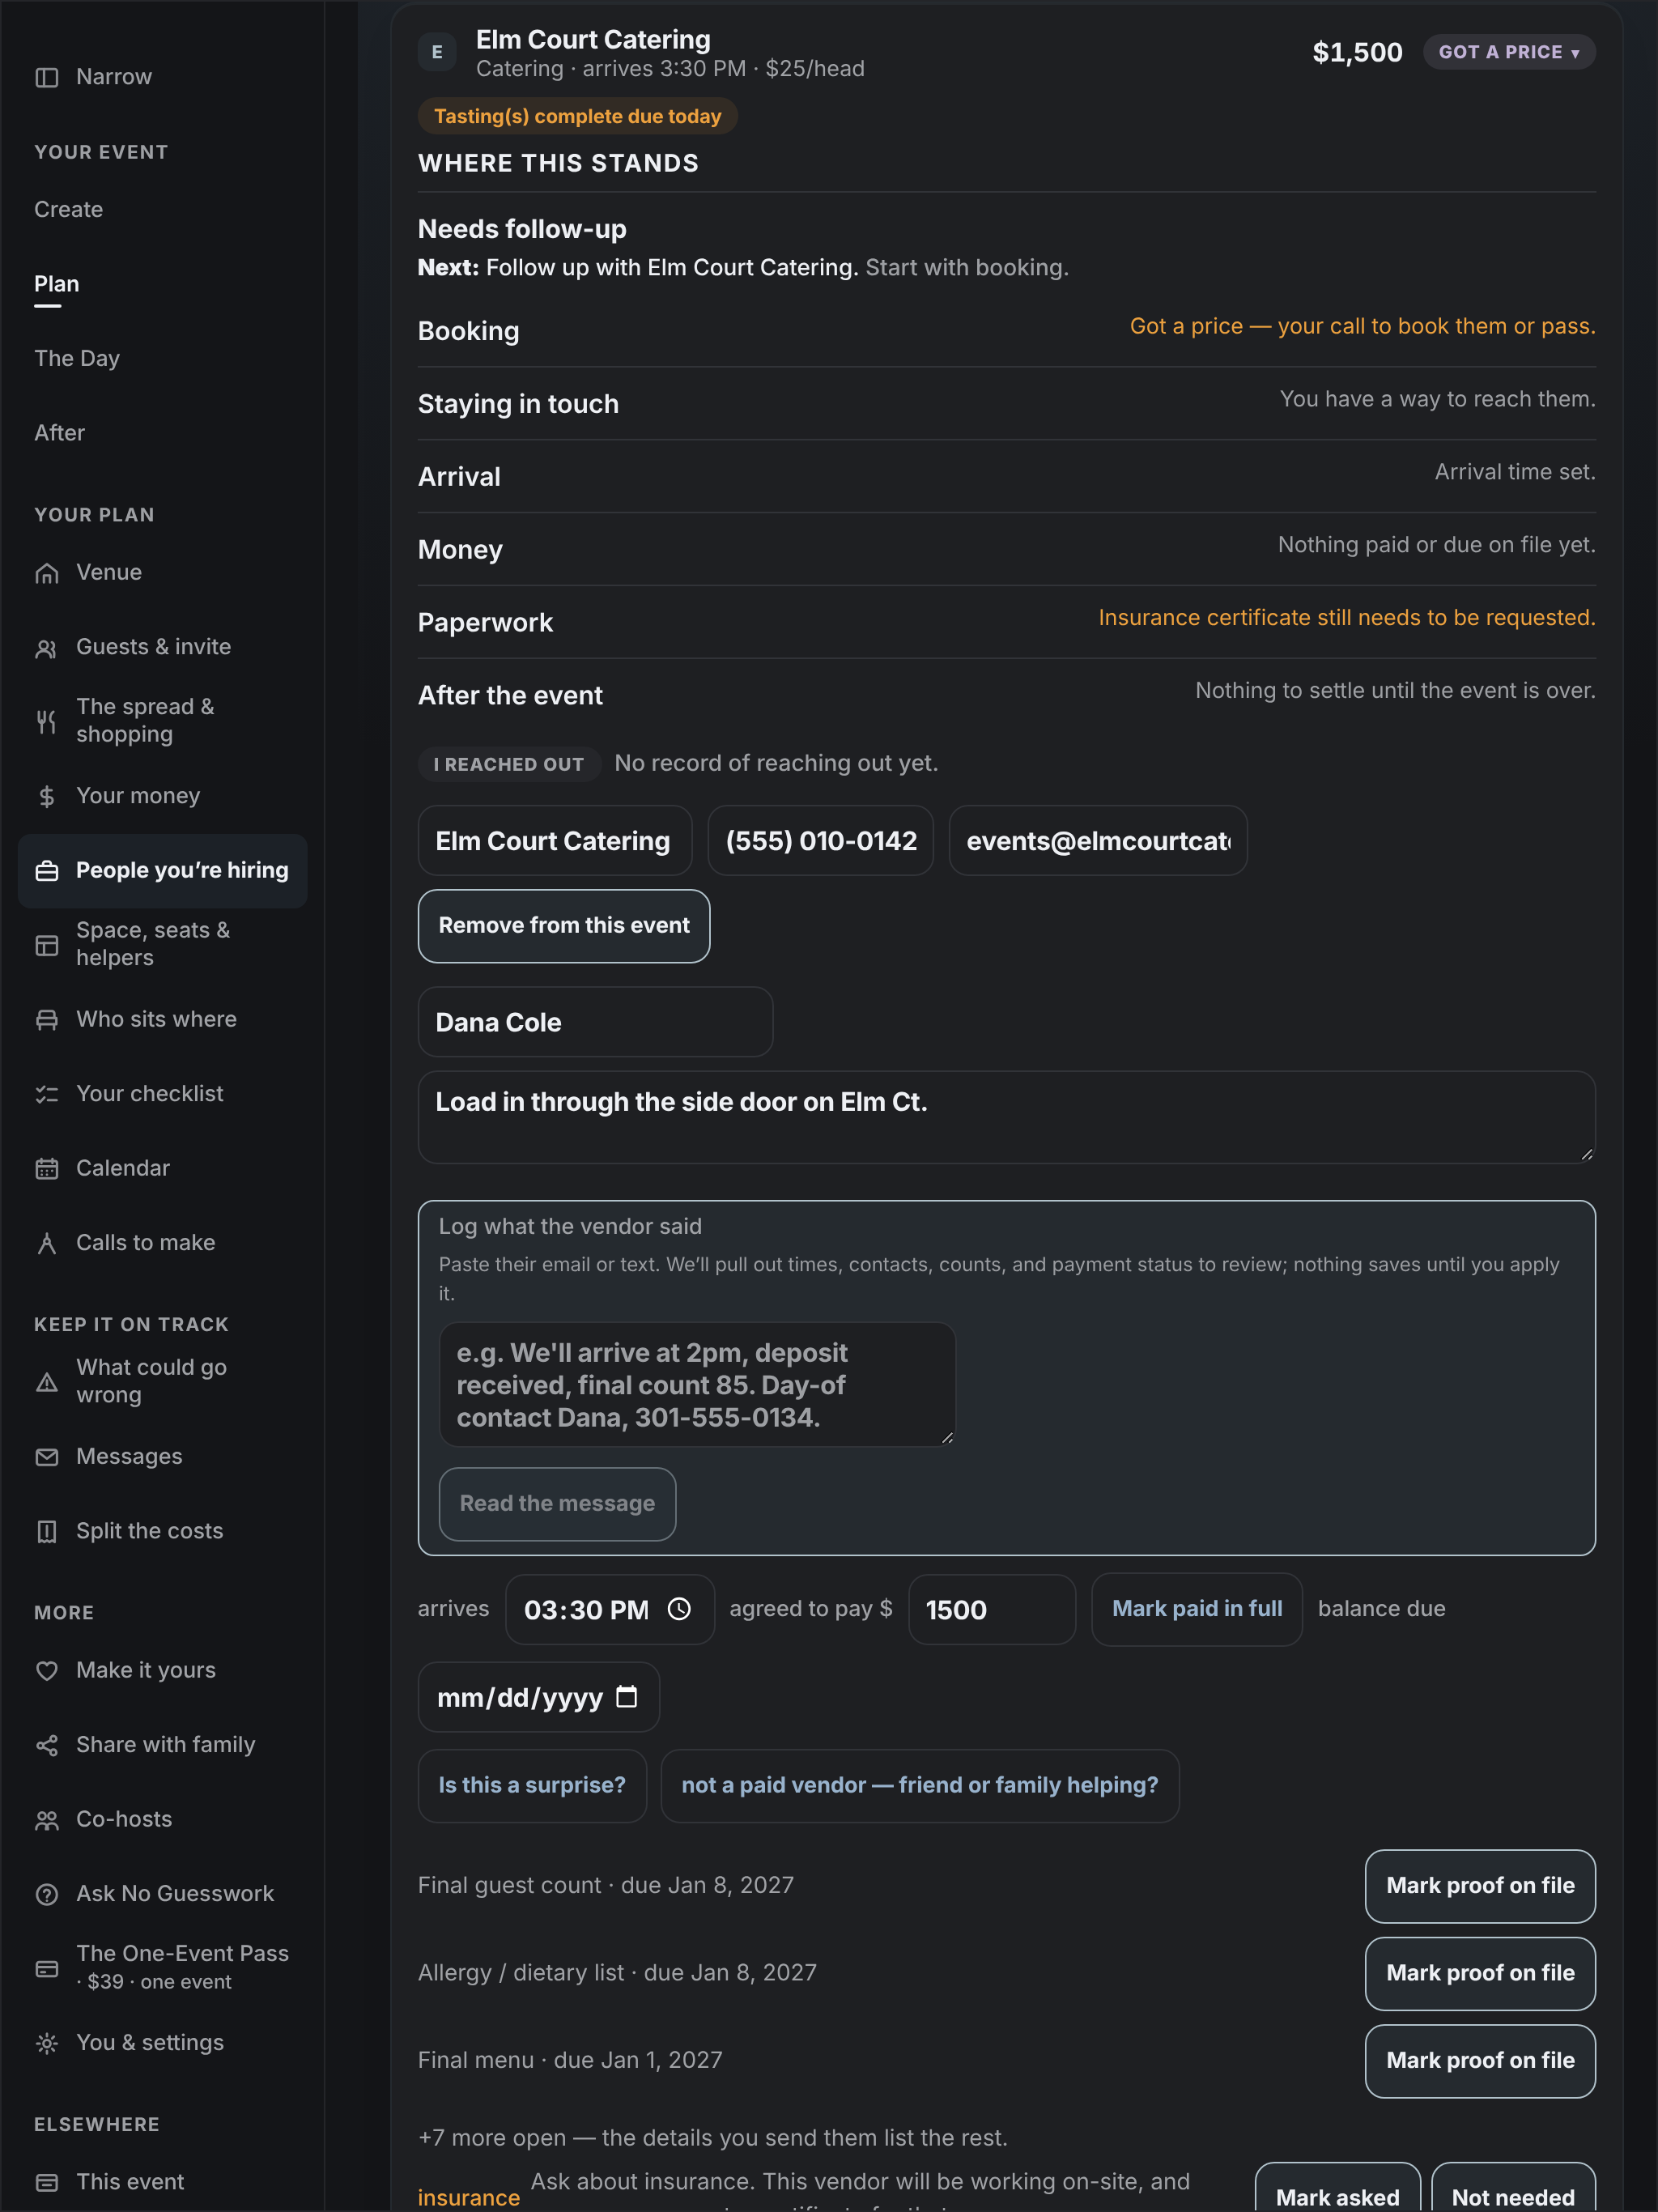 Narrow
YOUR EVENT
Create
Plan
The Day
After
YOUR PLAN
Venue
Guests & invite
The spread &
shopping
Your money
People you’re hiring
Space, seats &
helpers
Who sits where
Your checklist
Calendar
Calls to make
KEEP IT ON TRACK
What could go
wrong
Messages
Split the costs
MORE
Make it yours
Share with family
Co-hosts
Ask No Guesswork
The One-Event Pass
· $39 · one event
You & settings
ELSEWHERE
This event
E
Elm Court Catering
Catering · arrives 3:30 PM · $25/head
$1,500
GOT A PRICE ▾
Tasting(s) complete due today
WHERE THIS STANDS
Needs follow-up
Next: Follow up with Elm Court Catering. Start with booking.
Booking
Got a price — your call to book them or pass.
Staying in touch
You have a way to reach them.
Arrival
Arrival time set.
Money
Nothing paid or due on file yet.
Paperwork
Insurance certificate still needs to be requested.
After the event
Nothing to settle until the event is over.
I REACHED OUT No record of reaching out yet.
Elm Court Catering
(555) 010-0142
events@elmcourtcat
Remove from this event
Dana Cole
Load in through the side door on Elm Ct.
Log what the vendor said
Paste their email or text. We’ll pull out times, contacts, counts, and payment status to review; nothing saves until you apply
it.
e.g. We'll arrive at 2pm, deposit
received, final count 85. Day-of
contact Dana, 301-555-0134.
Read the message
arrives 03:30 PM agreed to pay $ 1500 Mark paid in full balance due
mm/dd/yyyy
Is this a surprise?
not a paid vendor — friend or family helping?
Final guest count · due Jan 8, 2027
Mark proof on file
Allergy / dietary list · due Jan 8, 2027
Mark proof on file
Final menu · due Jan 1, 2027
Mark proof on file
+7 more open — the details you send them list the rest.
insurance
Ask about insurance. This vendor will be working on-site, and
Mark asked
Not needed